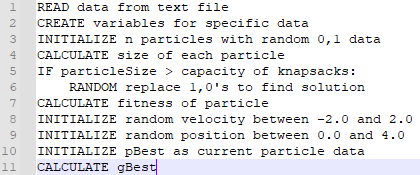 1 READ data from text file
2 CREATE variables for specific data
3 INITIALIZE n particles with random 0,1 data
4 CALCULATE size of each particle
5 IF particleSize > capacity of knapsacks:
6 RANDOM replace 1,0's to find solution
7 CALCULATE fitness of particle
8 INITIALIZE random velocity between -2.0 and 2.0
9 INITIALIZE random position between 0.0 and 4.0
10 INITIALIZE pBest as current particle data
11 CALCULATE gBest